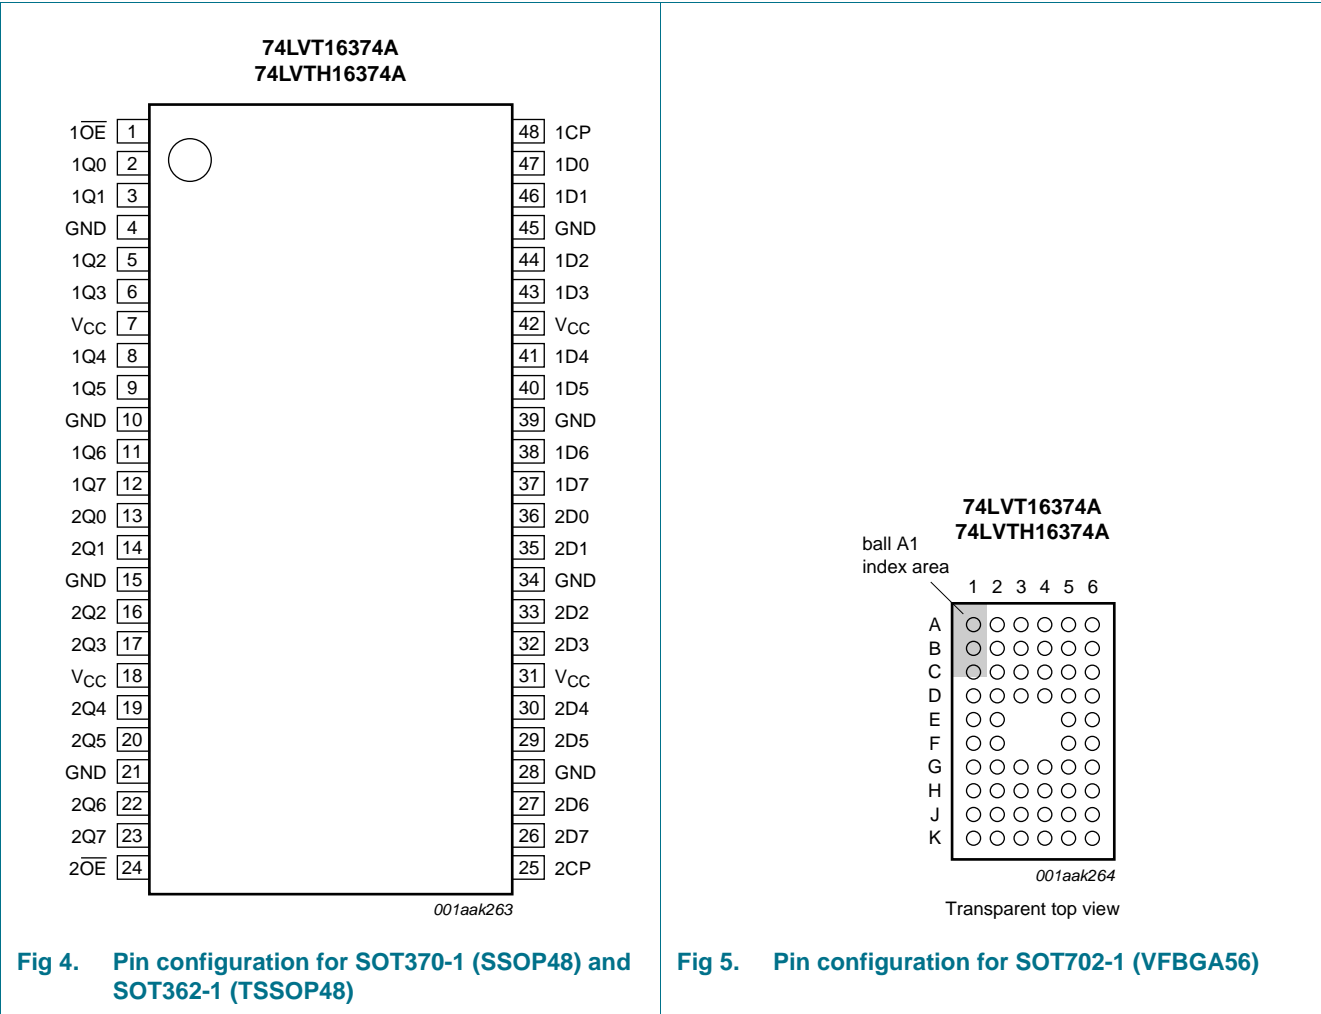 74LVT16374A
74LVTH16374A
1OE 1 48 1CP
1Q0 2 47 1D0
1Q1 3 46 1D1
GND 4 45 GND
1Q2 5 44 1D2
1Q3 6 43 1D3
VCC 7 42 VCC
1Q4 8 41 1D4
1Q5 9 40 1D5
GND 10 39 GND
1Q6 11 38 1D6
1Q7 12 37 1D7
2Q0 13 36 2D0
2Q1 14 35 2D1
GND 15 34 GND
2Q2 16 33 2D2
2Q3 17 32 2D3
VCC 18 31 VCC
2Q4 19 30 2D4
2Q5 20 29 2D5
GND 21 28 GND
2Q6 22 27 2D6
2Q7 23 26 2D7
2OE 24 25 2CP
001aak263
Fig 4. Pin configuration for SOT370-1 (SSOP48) and
SOT362-1 (TSSOP48)
74LVT16374A
74LVTH16374A
ball A1
index area
1 2 3 4 5 6
A
B
C
D
E
F
G
H
J
K
001aak264
Transparent top view
Fig 5. Pin configuration for SOT702-1 (VFBGA56)